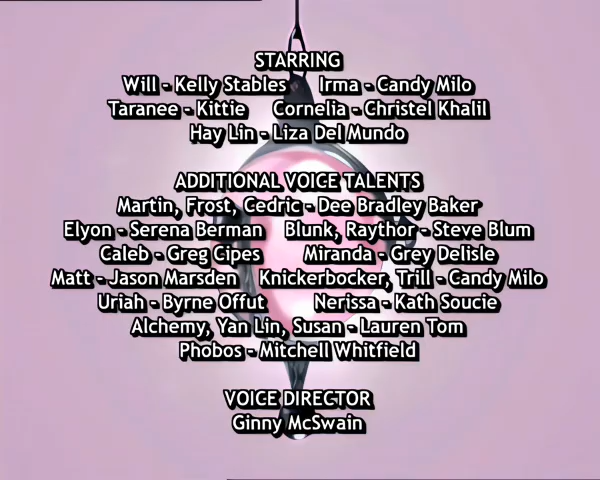 STARRING
Will - Kelly Stables Irma - Candy Milo
Taranee - Kittie Cornelia - Christel Khalil
Hay Lin - Liza Del Mundo
ADDITIONAL VOICE TALENTS
Martin, Frost, Cedric - Dee Bradley Baker
Elyon - Serena Berman Blunk, Raythor - Steve Blum
Caleb - Greg Cipes Miranda - Grey Delisle
Matt - Jason Marsden Knickerbocker, Trill - Candy Milo
Uriah - Byrne Offut Nerissa - Kath Soucie
Alchemy, Yan Lin, Susan - Lauren Tom
Phobos - Mitchell Whitfield
VOICE DIRECTOR
Ginny McSwain